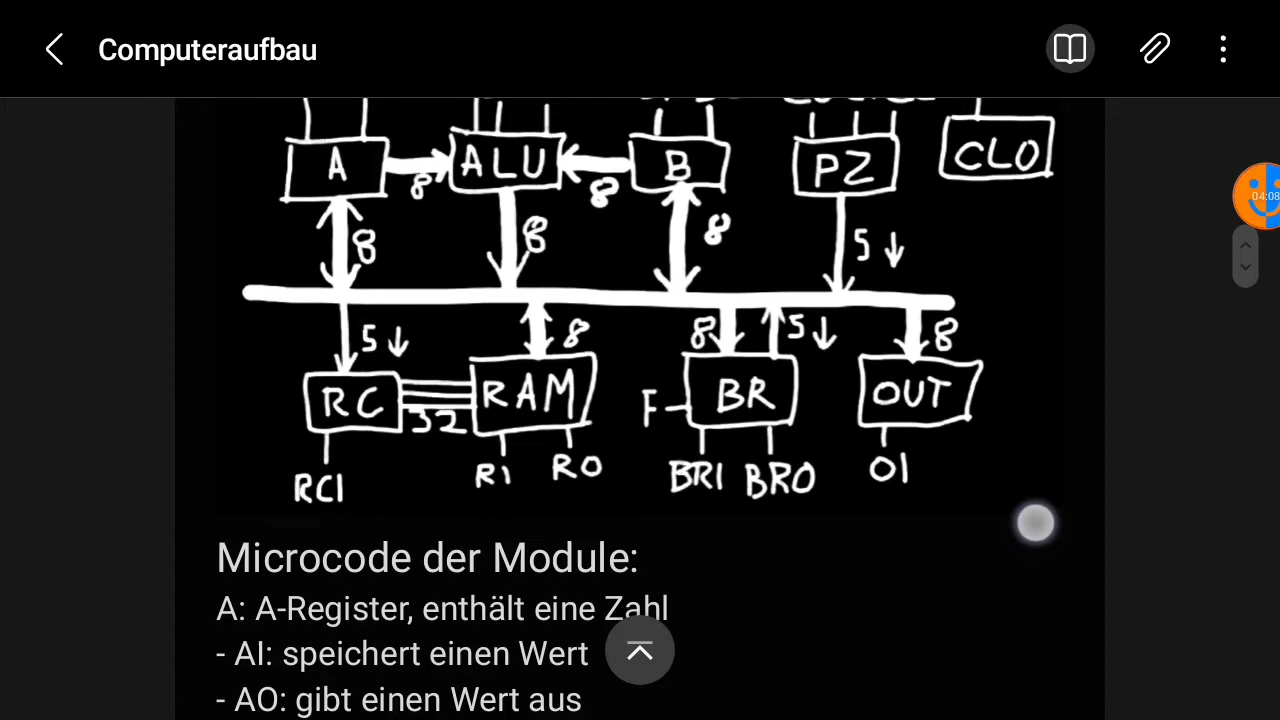 Computeraufbau
A 8 ALU 8 B PZ CLO
04:08
8 8 8 5↓
5↓ 8 8 5↓ 8
RC 32 RAM F BR OUT
RCI RI RO BRI BRO OI
Microcode der Module:
A: A-Register, enthält eine Zahl
- AI: speichert einen Wert
- AO: gibt einen Wert aus